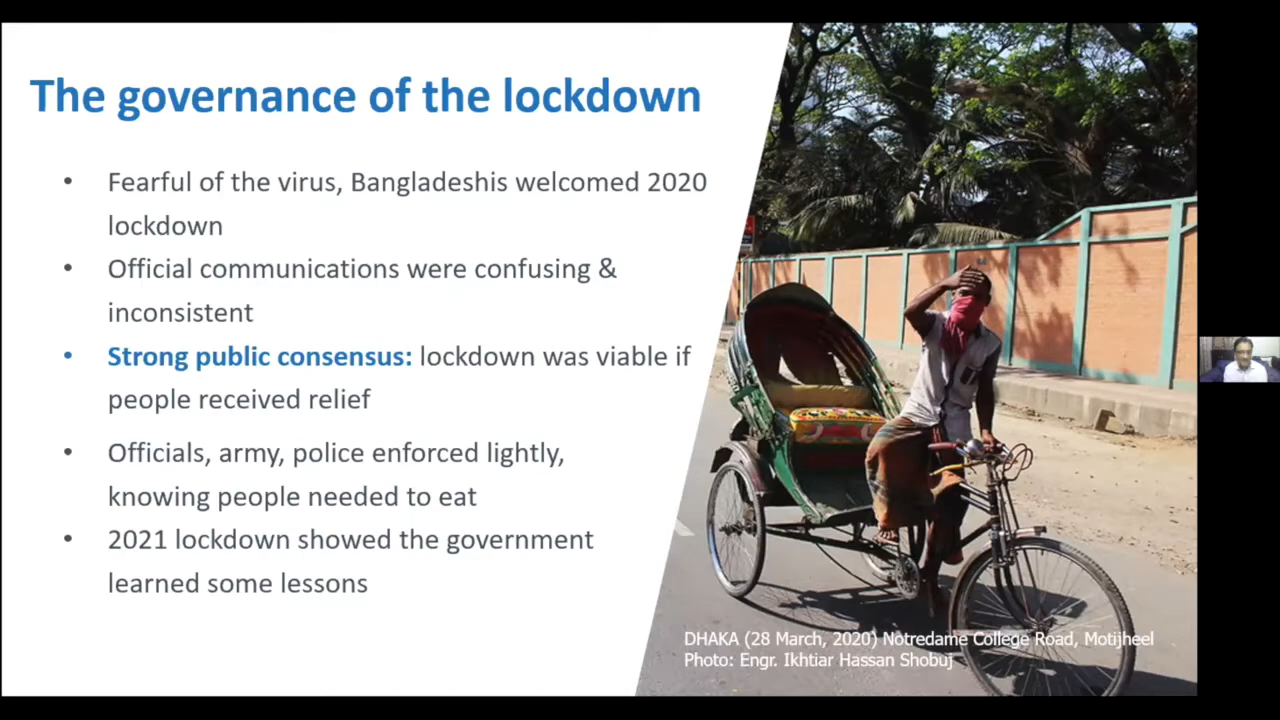 The governance of the lockdown
• Fearful of the virus, Bangladeshis welcomed 2020
lockdown
• Official communications were confusing &
inconsistent
• Strong public consensus: lockdown was viable if
people received relief
• Officials, army, police enforced lightly,
knowing people needed to eat
• 2021 lockdown showed the government
learned some lessons
DHAKA (28 March, 2020) Notredame College Road, Motijheel
Photo: Engr. Ikhtiar Hassan Shobuj